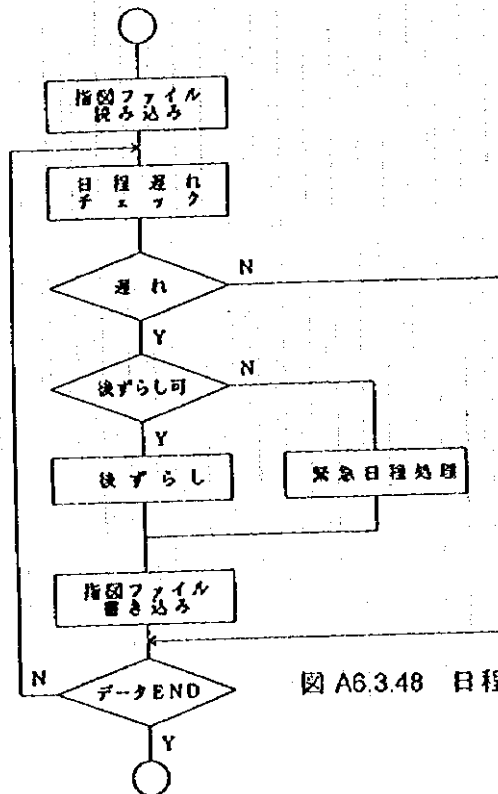 指図ファイル
読み込み
日程遅れ
チェック
遅れ
N
Y
後ずらし可
N
Y
後ずらし
緊急日程処理
指図ファイル
書き込み
N
データEND
Y
図 A6.3.48 日程